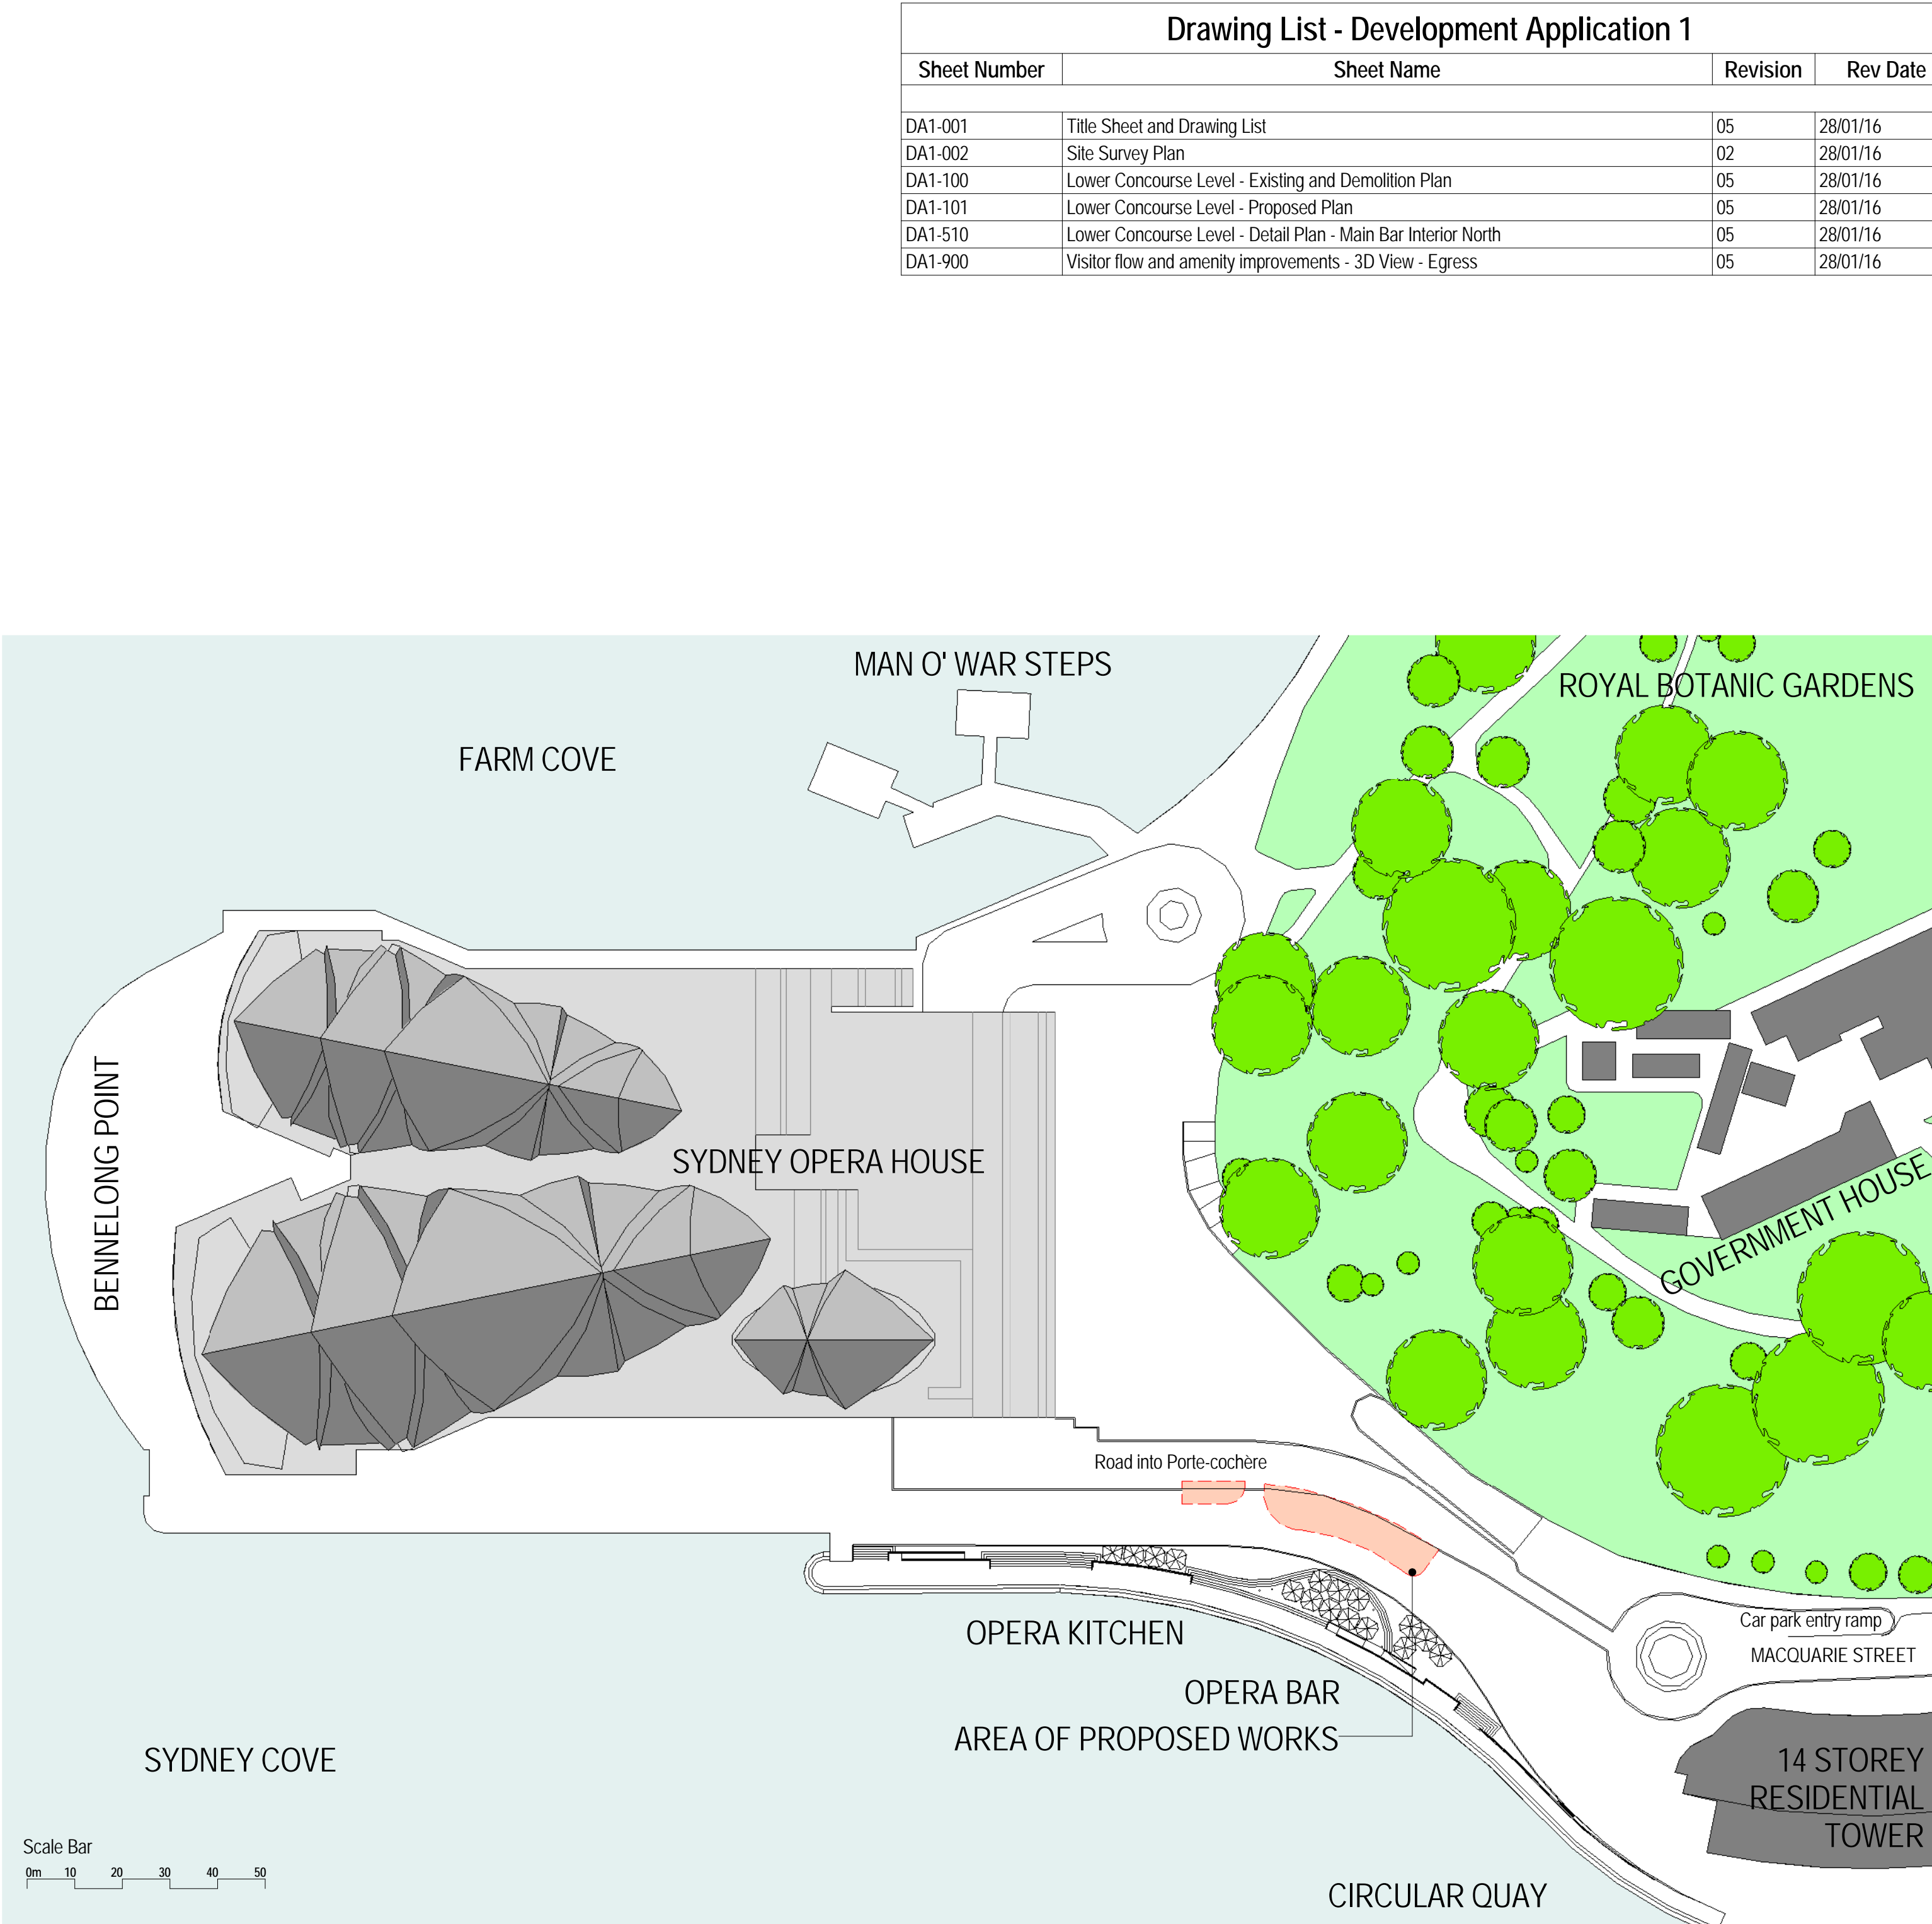 Drawing List - Development Application 1
Sheet Number Sheet Name Revision Rev Date
DA1-001 Title Sheet and Drawing List 05 28/01/16
DA1-002 Site Survey Plan 02 28/01/16
DA1-100 Lower Concourse Level - Existing and Demolition Plan 05 28/01/16
DA1-101 Lower Concourse Level - Proposed Plan 05 28/01/16
DA1-510 Lower Concourse Level - Detail Plan - Main Bar Interior North 05 28/01/16
DA1-900 Visitor flow and amenity improvements - 3D View - Egress 05 28/01/16
MAN O' WAR STEPS
ROYAL BOTANIC GARDENS
FARM COVE
BENNELONG POINT
SYDNEY OPERA HOUSE
GOVERNMENT HOUSE
Road into Porte-cochère
Car park entry ramp
MACQUARIE STREET
OPERA KITCHEN
OPERA BAR
AREA OF PROPOSED WORKS
SYDNEY COVE
14 STOREY
RESIDENTIAL
TOWER
Scale Bar
0m 10 20 30 40 50
CIRCULAR QUAY